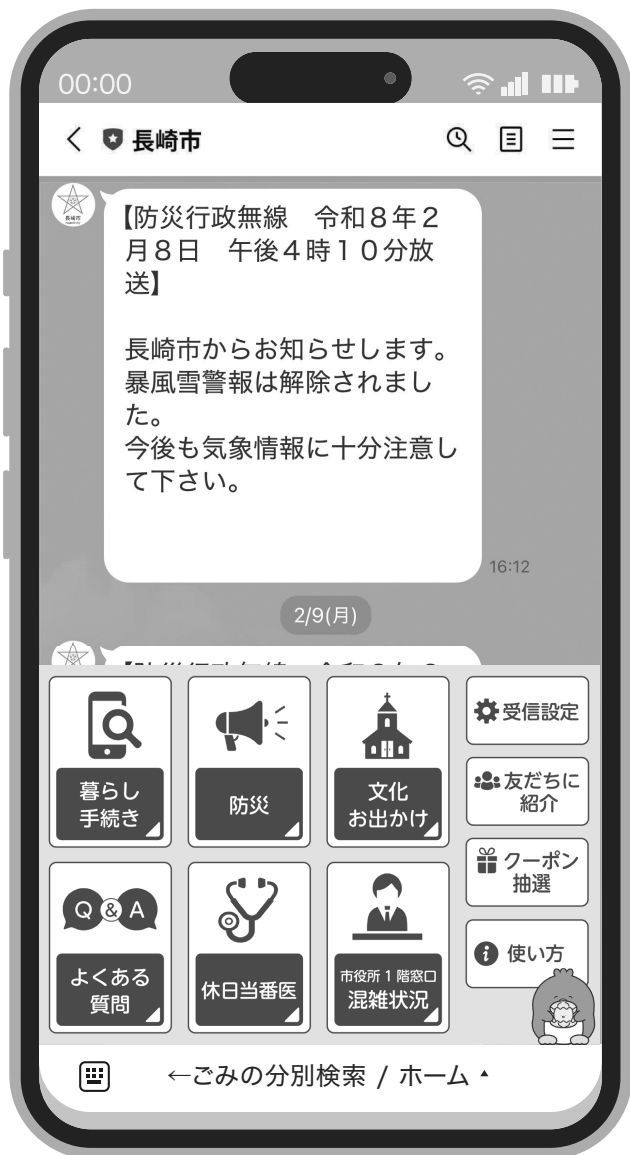 00:00
長崎市
【防災行政無線　令和８年２
月８日　午後４時１０分放
送】
長崎市からお知らせします。
暴風雪警報は解除されまし
た。
今後も気象情報に十分注意し
て下さい。
16:12
2/9(月)
暮らし
手続き
防災
文化
お出かけ
受信設定
友だちに
紹介
クーポン
抽選
Q & A
よくある
質問
休日当番医
市役所１階窓口
混雑状況
使い方
←ごみの分別検索 / ホーム ▲